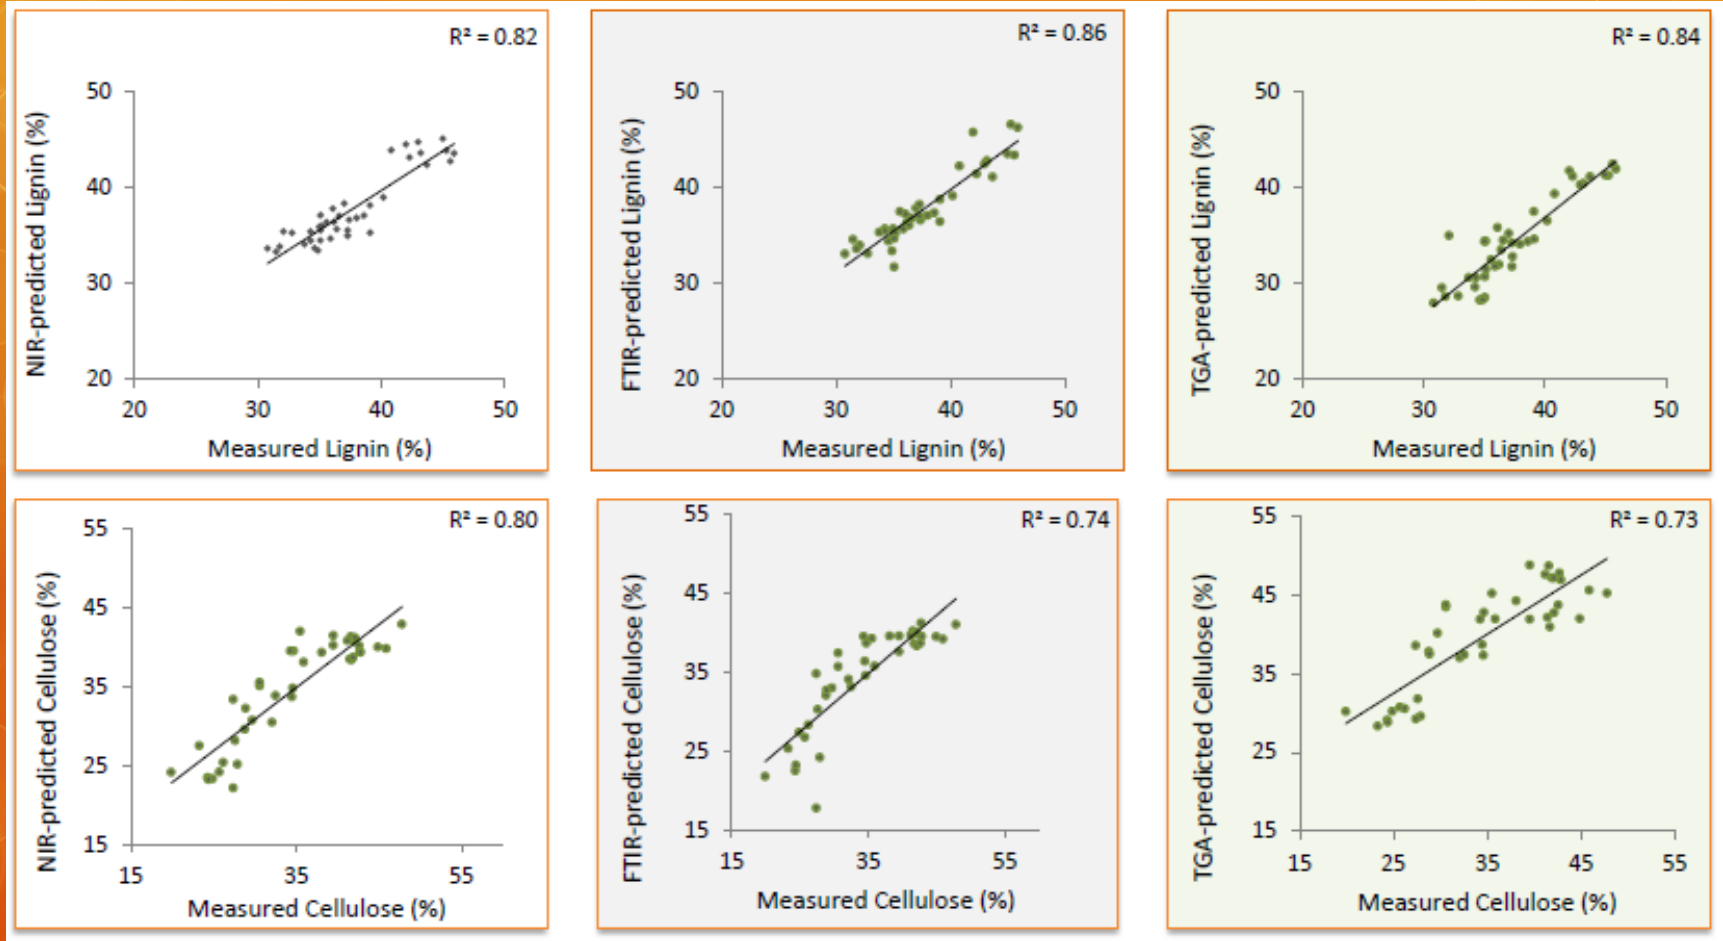 R² = 0.82
NIR-predicted Lignin (%)
50
40
30
20
20 30 40 50
Measured Lignin (%)
R² = 0.86
FTIR-predicted Lignin (%)
50
40
30
20
20 30 40 50
Measured Lignin (%)
R² = 0.84
TGA-predicted Lignin (%)
50
40
30
20
20 30 40 50
Measured Lignin (%)
R² = 0.80
NIR-predicted Cellulose (%)
55
45
35
25
15
15 35 55
Measured Cellulose (%)
R² = 0.74
FTIR-predicted Cellulose (%)
55
45
35
25
15
15 35 55
Measured Cellulose (%)
R² = 0.73
TGA-predicted Cellulose (%)
55
45
35
25
15
15 25 35 45 55
Measured Cellulose (%)